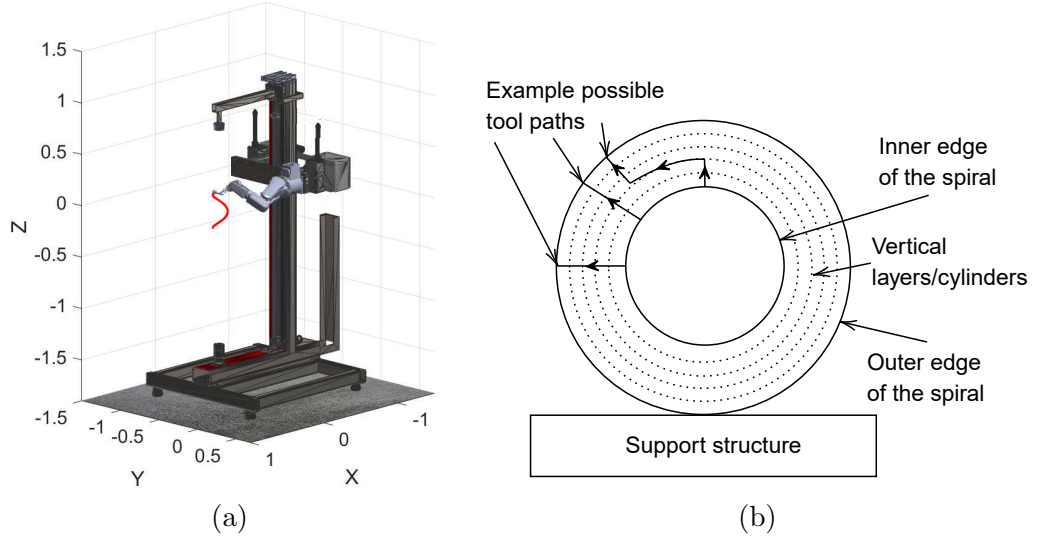 1.5
1
0.5
0
-0.5
-1
-1.5
-1.5
Z
-1
-0.5
0
0.5
1
0
-1
Y
X
(a)
Example possible
tool paths
Inner edge
of the spiral
Vertical
layers/cylinders
Outer edge
of the spiral
Support structure
(b)